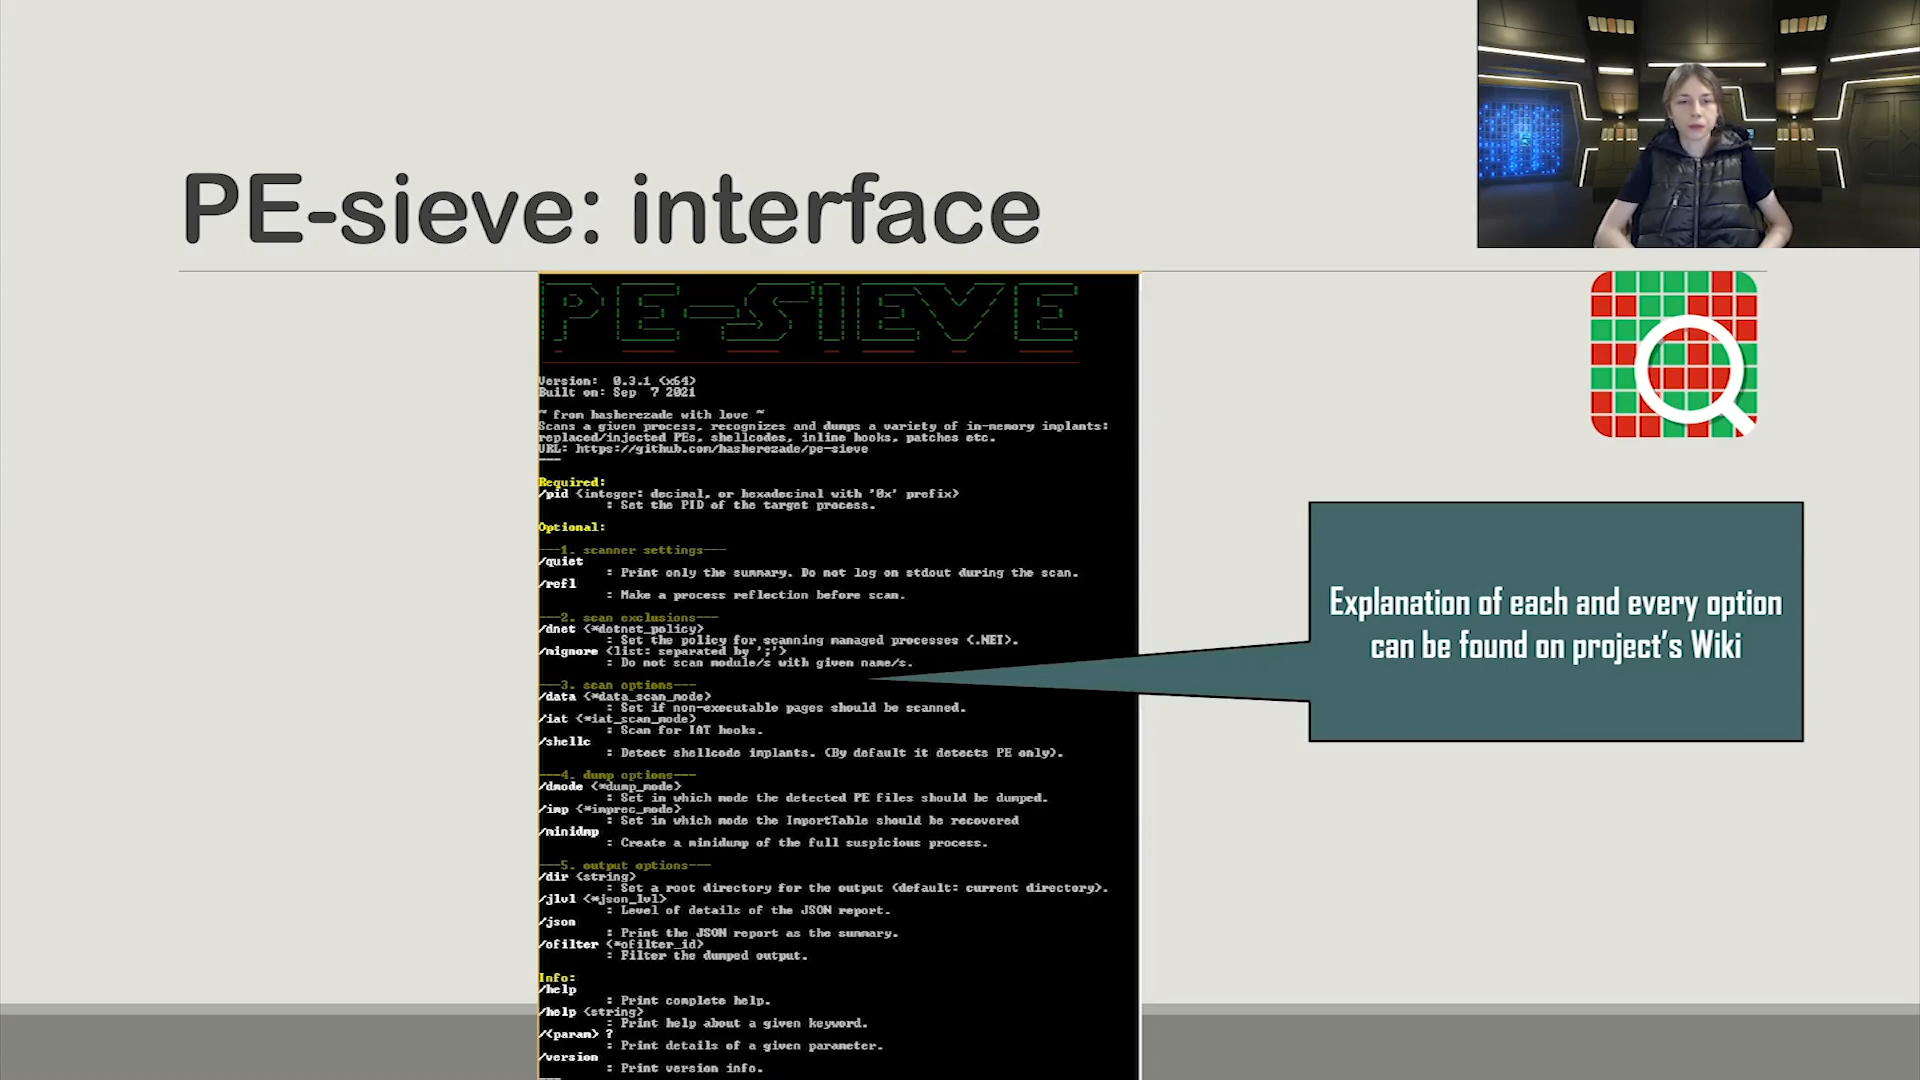 PE-sieve: interface
PE-SIEVE
Version:  0.3.1 (x64)
Built on: Sep  7 2021
~ from hasherezade with love ~
Scans a given process, recognizes and dumps a variety of in-memory implants:
replaced/injected PEs, shellcodes, inline hooks, patches etc.
URL: https://github.com/hasherezade/pe-sieve
---
Required:
/pid <integer: decimal, or hexadecimal with '0x' prefix>
: Set the PID of the target process.
Optional:
---1. scanner settings---
/quiet
: Print only the summary. Do not log on stdout during the scan.
/refl
: Make a process reflection before scan.
---2. scan exclusions---
/dnet <*dotnet_policy>
: Set the policy for scanning managed processes (.NET).
/mignore <list: separated by ';'>
: Do not scan module/s with given name/s.
---3. scan options---
/data <*data_scan_mode>
: Set if non-executable pages should be scanned.
/iat <*iat_scan_mode>
: Scan for IAT hooks.
/shellc
: Detect shellcode implants. (By default it detects PE only).
---4. dump options---
/dmode <*dump_mode>
: Set in which mode the detected PE files should be dumped.
/imp <*imprec_mode>
: Set in which mode the ImportTable should be recovered
/minidmp
: Create a minidump of the full suspicious process.
---5. output options---
/dir <string>
: Set a root directory for the output (default: current directory).
/jlvl <*json_lvl>
: Level of details of the JSON report.
/json
: Print the JSON report as the summary.
/ofilter <*ofilter_id>
: Filter the dumped output.
Info:
/help
: Print complete help.
/help <string>
: Print help about a given keyword.
/<param> ?
: Print details of a given parameter.
/version
: Print version info.
---
Explanation of each and every option
can be found on project's Wiki